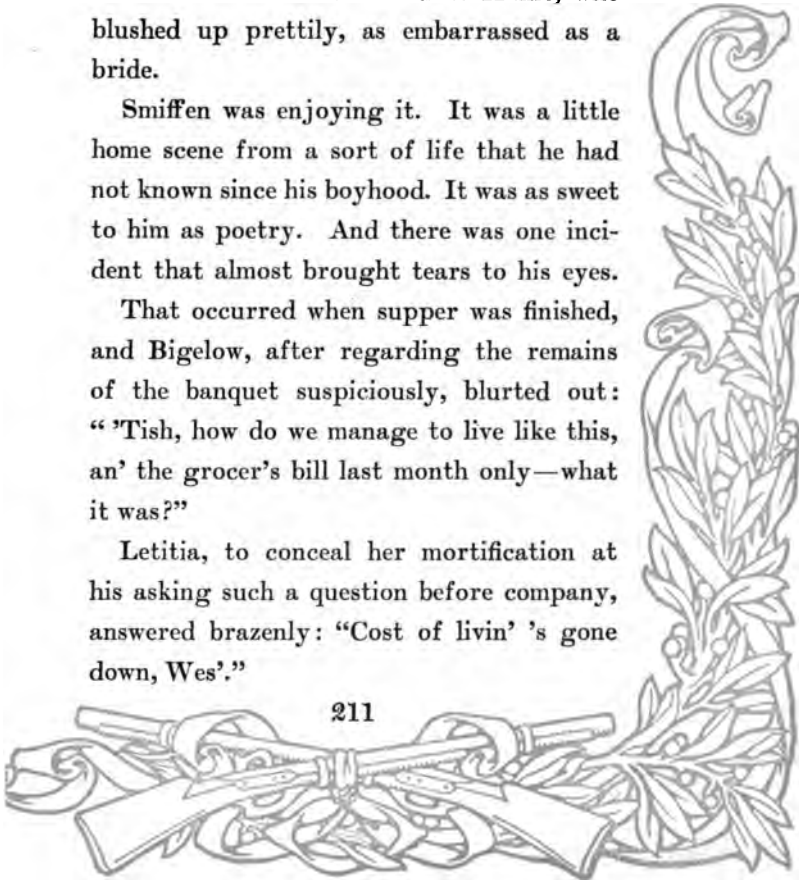 blushed up prettily, as embarrassed as a
bride.
Smiffen was enjoying it. It was a little
home scene from a sort of life that he had
not known since his boyhood. It was as sweet
to him as poetry. And there was one inci-
dent that almost brought tears to his eyes.
That occurred when supper was finished,
and Bigelow, after regarding the remains
of the banquet suspiciously, blurted out:
“ ’Tish, how do we manage to live like this,
an’ the grocer’s bill last month only—what
it was?”
Letitia, to conceal her mortification at
his asking such a question before company,
answered brazenly: “Cost of livin’ ’s gone
down, Wes’.”
211